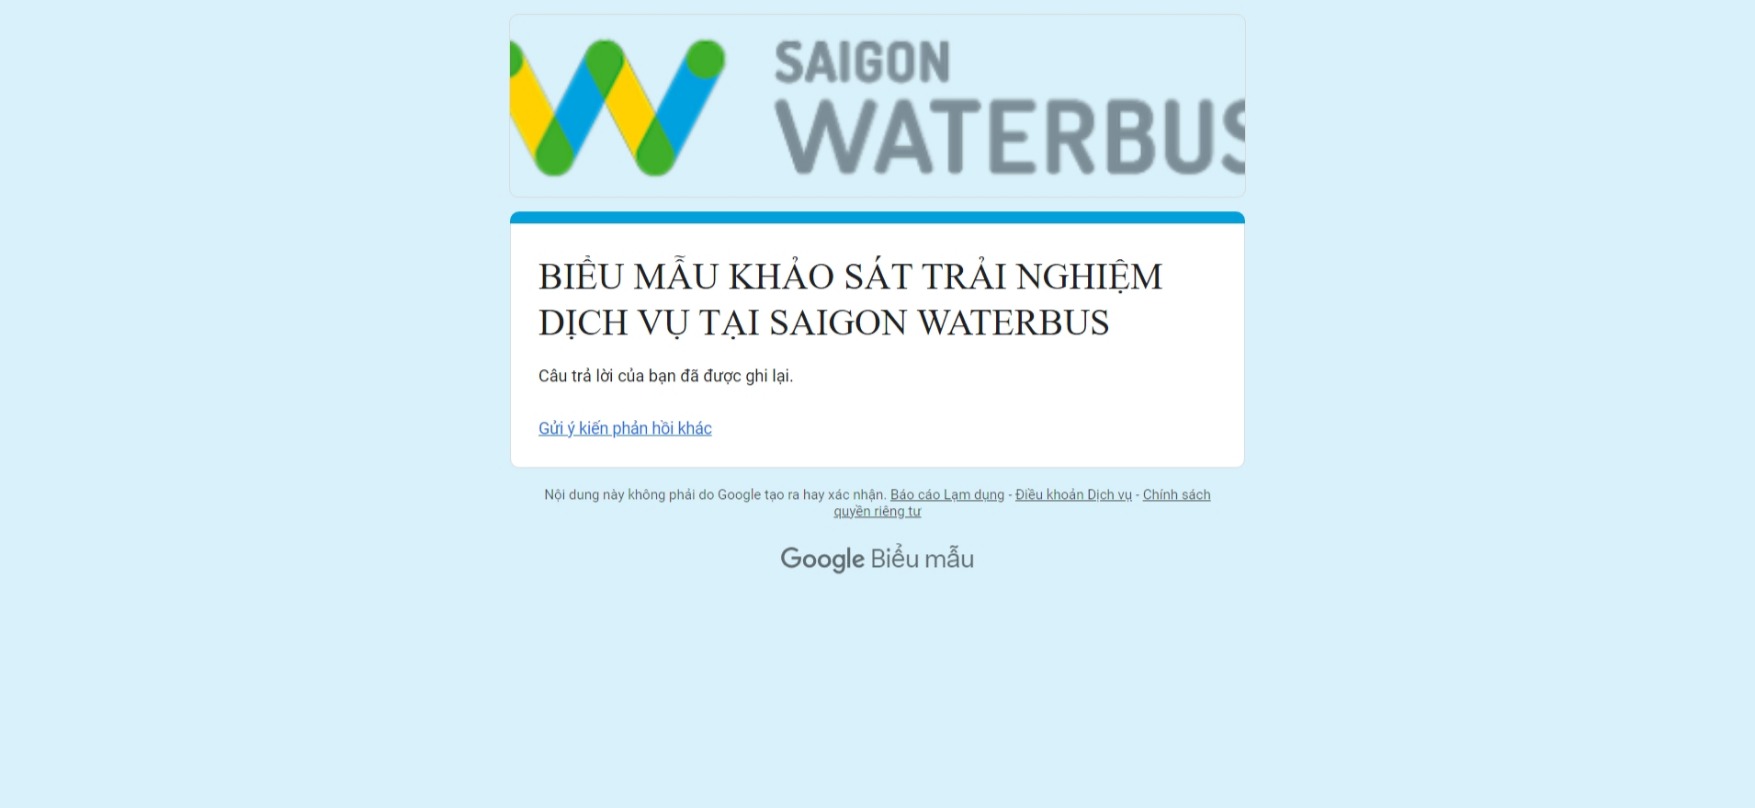 SAIGON
WATERBUS
BIỂU MẪU KHẢO SÁT TRẢI NGHIỆM
DỊCH VỤ TẠI SAIGON WATERBUS
Câu trả lời của bạn đã được ghi lại.
Gửi ý kiến phản hồi khác
Nội dung này không phải do Google tạo ra hay xác nhận. Báo cáo Lạm dụng - Điều khoản Dịch vụ - Chính sách
quyền riêng tư
Google Biểu mẫu